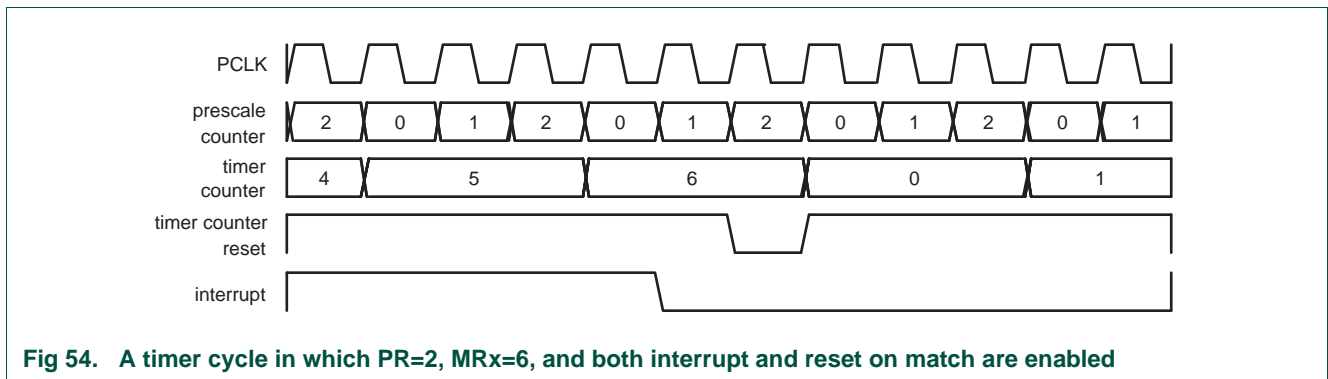 PCLK
prescale
counter
2 0 1 2 0 1 2 0 1 2 0 1
timer
counter
4 5 6 0 1
timer counter
reset
interrupt
Fig 54. A timer cycle in which PR=2, MRx=6, and both interrupt and reset on match are enabled